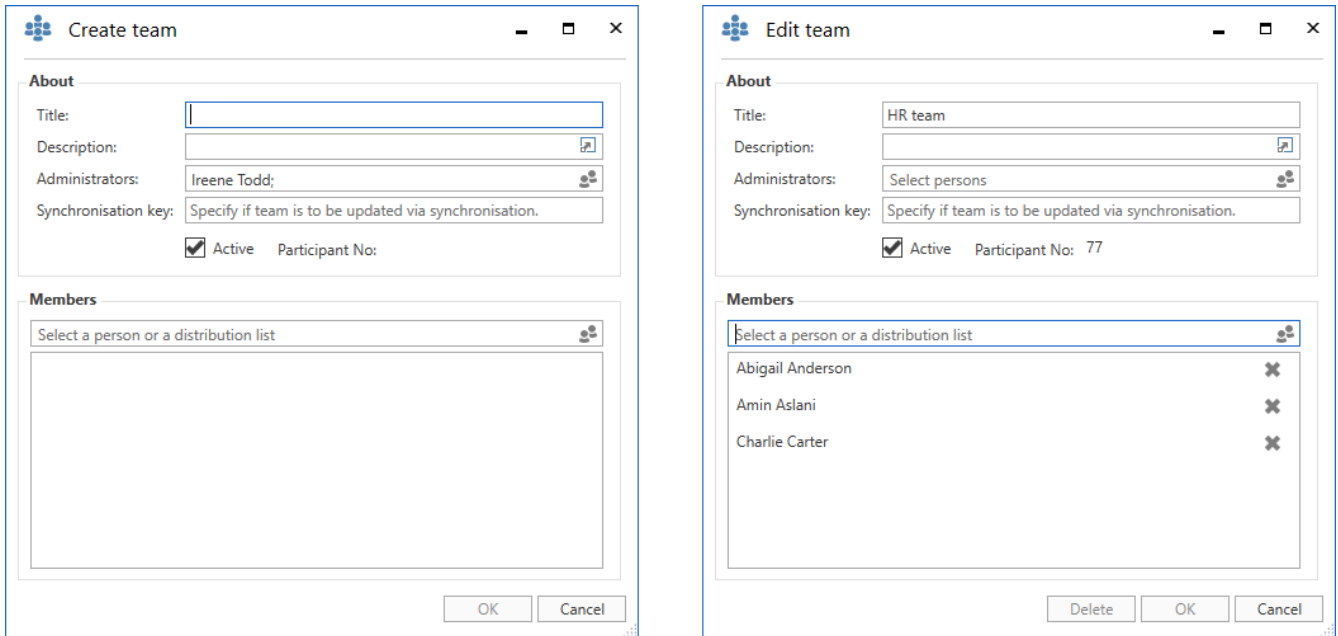 Create team
About
Title:
Description:
Administrators: Ireene Todd;
Synchronisation key: Specify if team is to be updated via synchronisation.
Active Participant No:
Members
Select a person or a distribution list
OK Cancel
Edit team
About
Title: HR team
Description:
Administrators: Select persons
Synchronisation key: Specify if team is to be updated via synchronisation.
Active Participant No: 77
Members
Select a person or a distribution list
Abigail Anderson
Amin Aslani
Charlie Carter
Delete OK Cancel